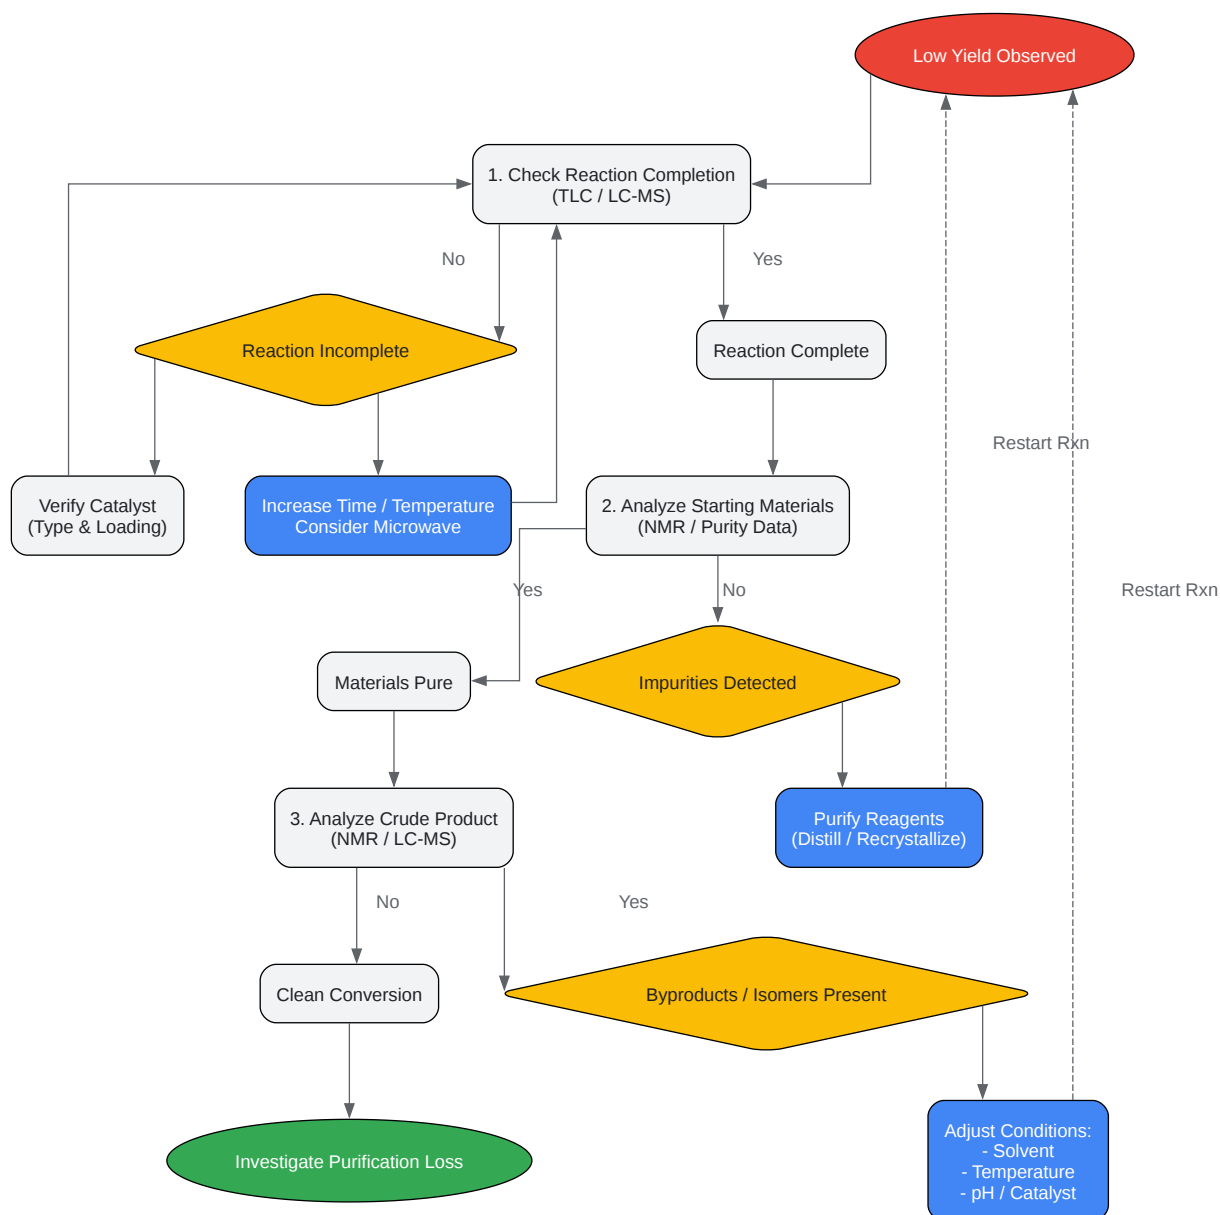 Low Yield Observed
1. Check Reaction Completion
(TLC / LC-MS)
No
Yes
Reaction Incomplete
Reaction Complete
Restart Rxn
Verify Catalyst
(Type & Loading)
Increase Time / Temperature
Consider Microwave
2. Analyze Starting Materials
(NMR / Purity Data)
Yes
No
Restart Rxn
Materials Pure
Impurities Detected
3. Analyze Crude Product
(NMR / LC-MS)
Purify Reagents
(Distill / Recrystallize)
No
Yes
Clean Conversion
Byproducts / Isomers Present
Investigate Purification Loss
Adjust Conditions:
- Solvent
- Temperature
- pH / Catalyst